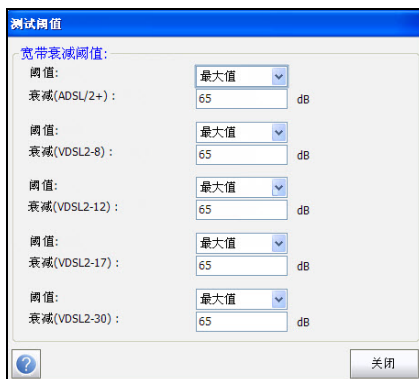 测试阈值
宽带衰减阈值:
阈值: 最大值
衰减(ADSL/2+) : 65 dB
阈值: 最大值
衰减(VDSL2-8) : 65 dB
阈值: 最大值
衰减(VDSL2-12) : 65 dB
阈值: 最大值
衰减(VDSL2-17) : 65 dB
阈值: 最大值
衰减(VDSL2-30) : 65 dB
? 关闭